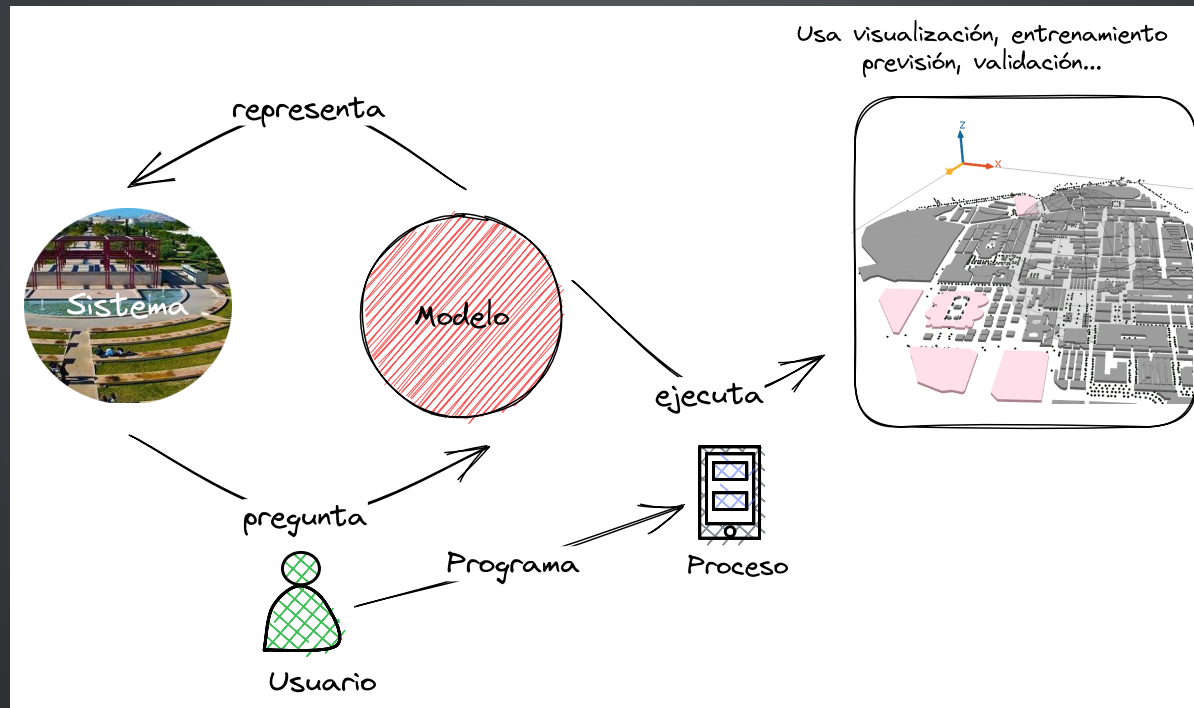 Usa visualización, entrenamiento
previsión, validación...
representa
z
x
Sistema
Modelo
ejecuta
pregunta
Programa
Proceso
Usuario